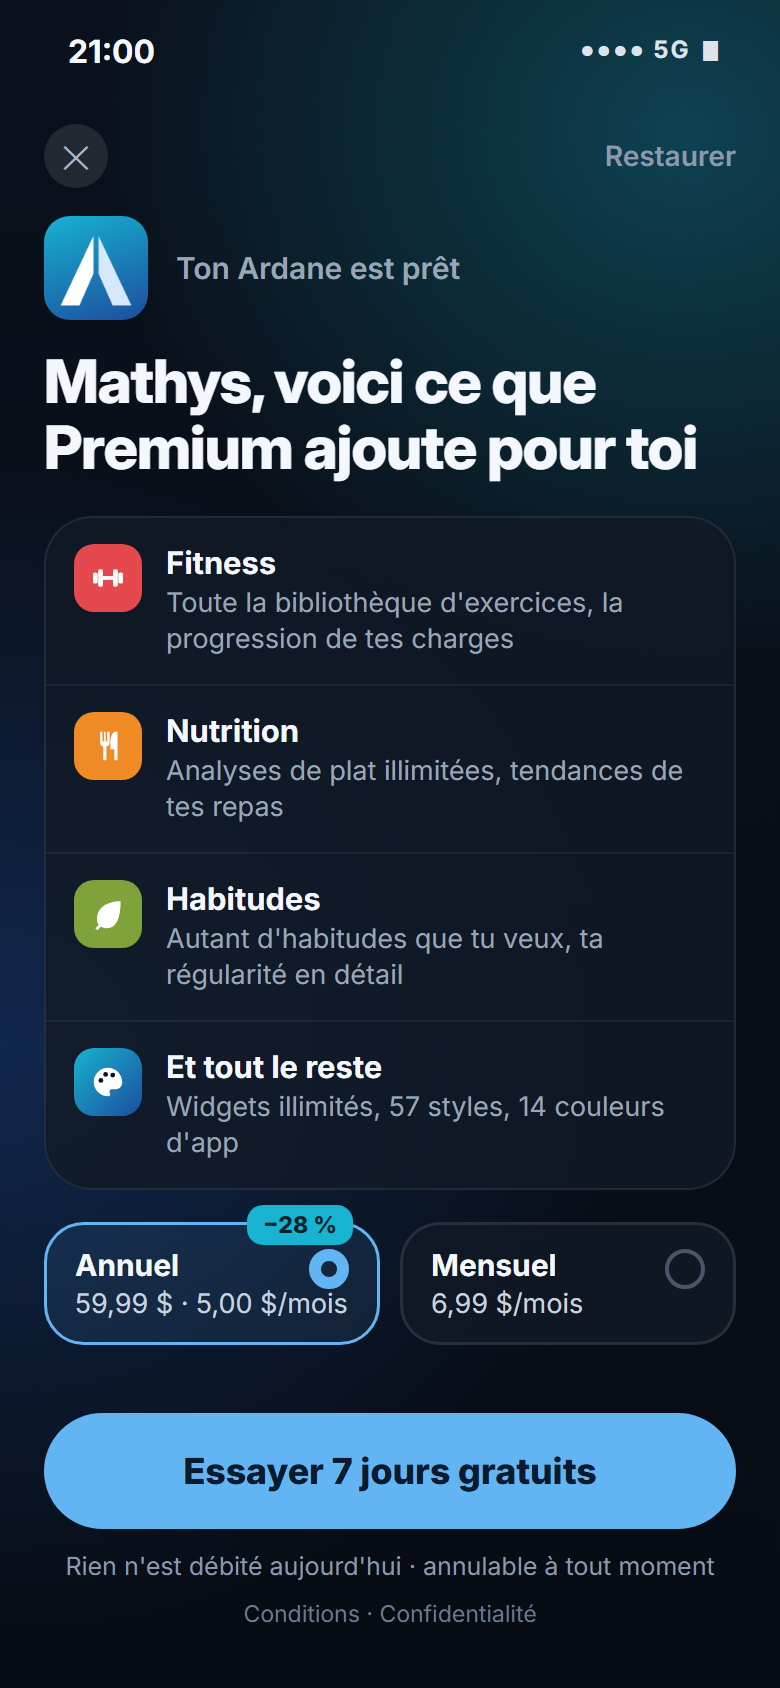 21:00
5G
Restaurer
Ton Ardane est prêt
Mathys, voici ce que
Premium ajoute pour toi
Fitness
Toute la bibliothèque d'exercices, la
progression de tes charges
Nutrition
Analyses de plat illimitées, tendances de
tes repas
Habitudes
Autant d'habitudes que tu veux, ta
régularité en détail
Et tout le reste
Widgets illimités, 57 styles, 14 couleurs
d'app
−28 %
Annuel
59,99 $ · 5,00 $/mois
Mensuel
6,99 $/mois
Essayer 7 jours gratuits
Rien n'est débité aujourd'hui · annulable à tout moment
Conditions · Confidentialité